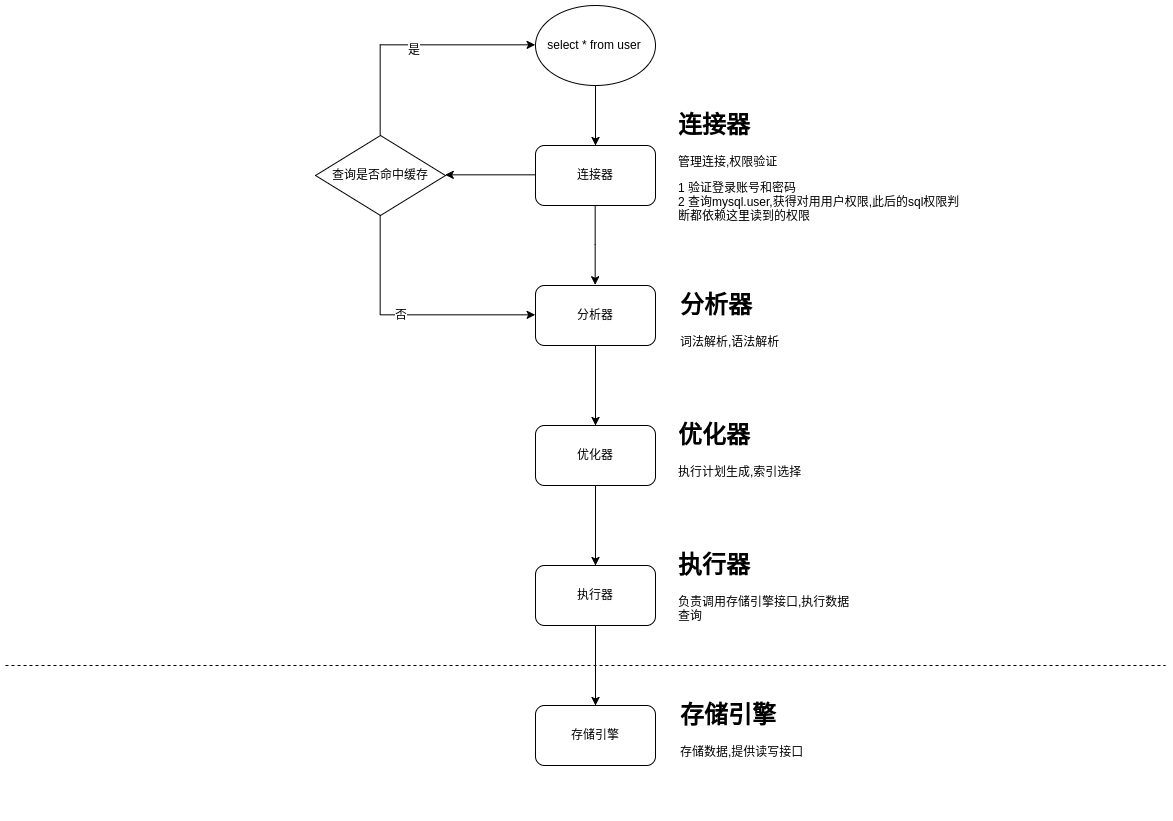 select * from user
是
连接器
管理连接,权限验证
查询是否命中缓存
连接器
1 验证登录账号和密码
2 查询mysql.user,获得对用用户权限,此后的sql权限判
断都依赖这里读到的权限
分析器
否
分析器
词法解析,语法解析
优化器
优化器
执行计划生成,索引选择
执行器
执行器
负责调用存储引擎接口,执行数据
查询
存储引擎
存储引擎
存储数据,提供读写接口